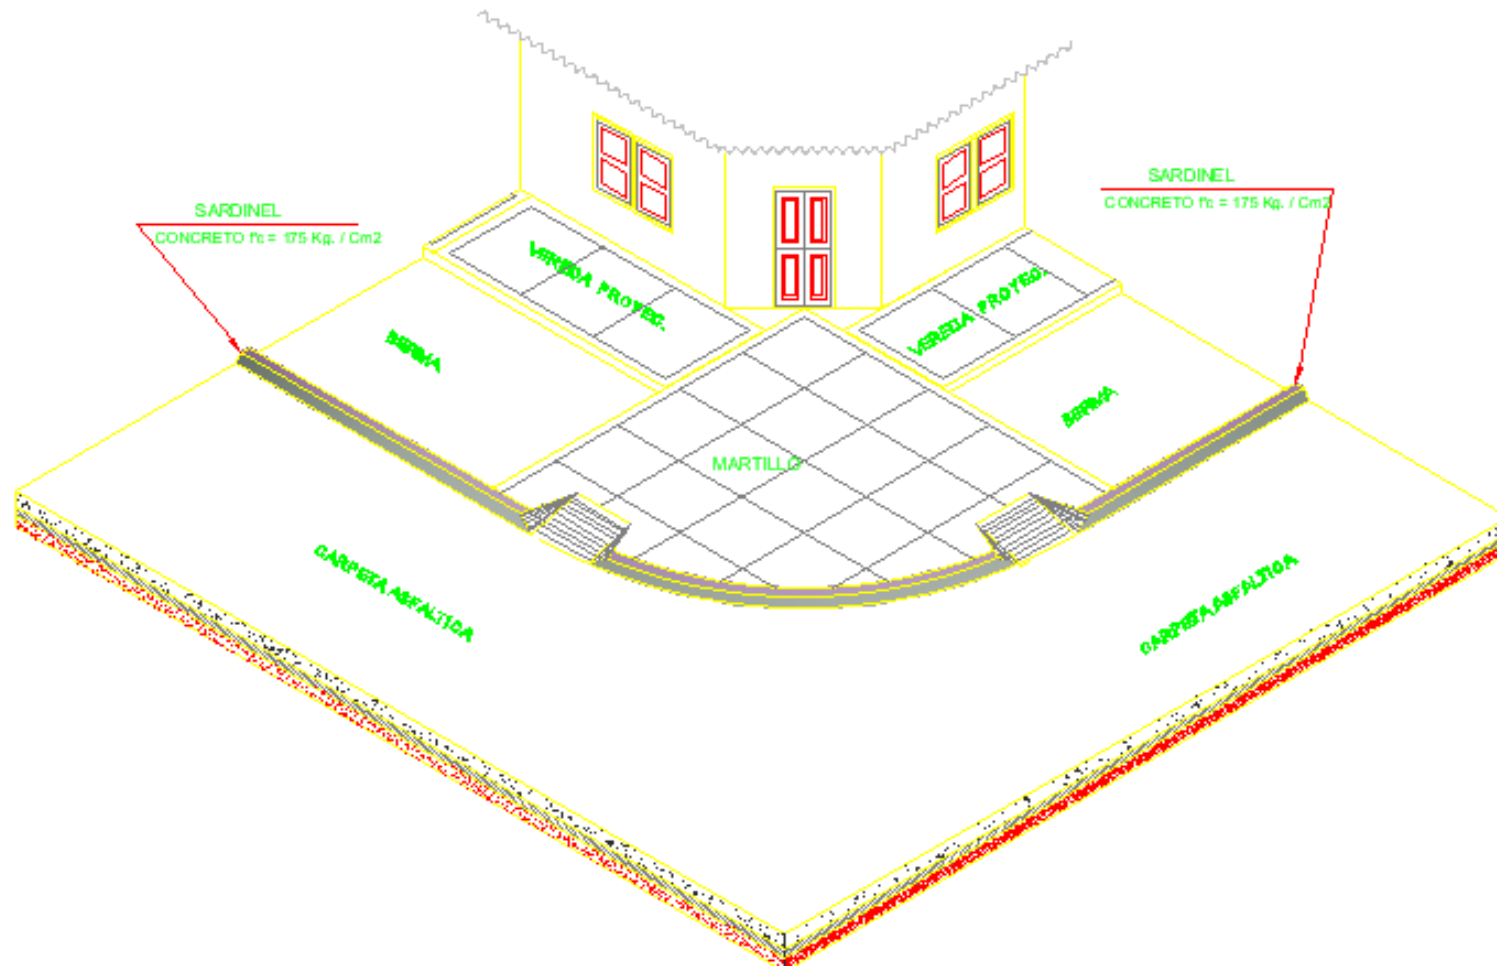 SARDINEL
CONCRETO f'c = 175 Kg. / Cm2
SARDINEL
CONCRETO f'c = 175 Kg. / Cm2
VEREDA PROYEC.
VEREDA PROYEC.
BERMA
BERMA
MARTILLO
CARPETA ASFALTICA
CARPETA ASFALTICA